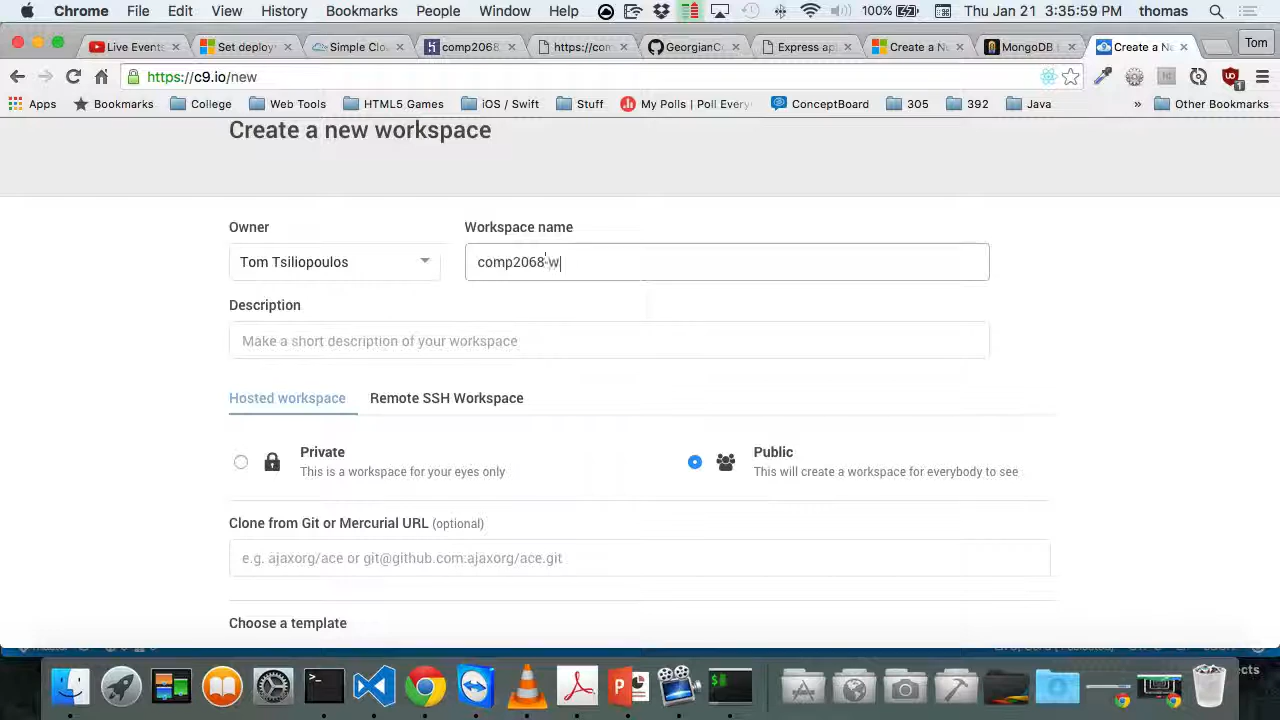 Chrome File Edit View History Bookmarks People Window Help 100% Thu Jan 21 3:35:59 PM thomas
Live Events Set deploy Simple Clo comp2068 https://con GeorgianC Express ap Create a N MongoDB Create a Ne Tom
https://c9.io/new
Apps Bookmarks College Web Tools HTML5 Games iOS / Swift Stuff My Polls | Poll Every ConceptBoard 305 392 Java » Other Bookmarks
Create a new workspace
Owner Workspace name
Tom Tsiliopoulos comp2068-w
Description
Make a short description of your workspace
Hosted workspace Remote SSH Workspace
Private Public
This is a workspace for your eyes only This will create a workspace for everybody to see
Clone from Git or Mercurial URL (optional)
e.g. ajaxorg/ace or git@github.com:ajaxorg/ace.git
Choose a template